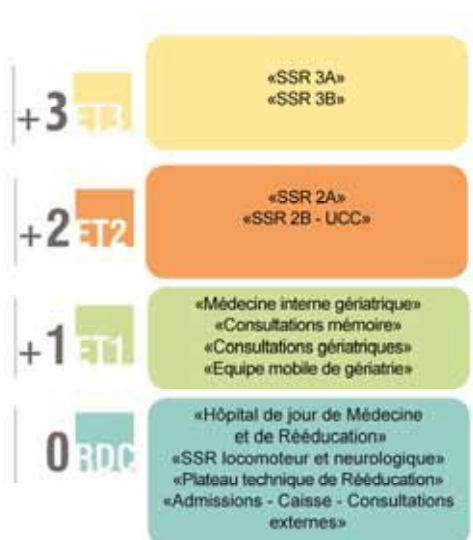 +3 ET3
«SSR 3A»
«SSR 3B»
+2 ET2
«SSR 2A»
«SSR 2B - UCC»
+1 ET1
«Médecine interne gériatrique»
«Consultations mémoire»
«Consultations gériatriques»
«Equipe mobile de gériatrie»
0 RDC
«Hôpital de jour de Médecine
et de Rééducation»
«SSR locomoteur et neurologique»
«Plateau technique de Rééducation»
«Admissions - Caisse - Consultations
externes»